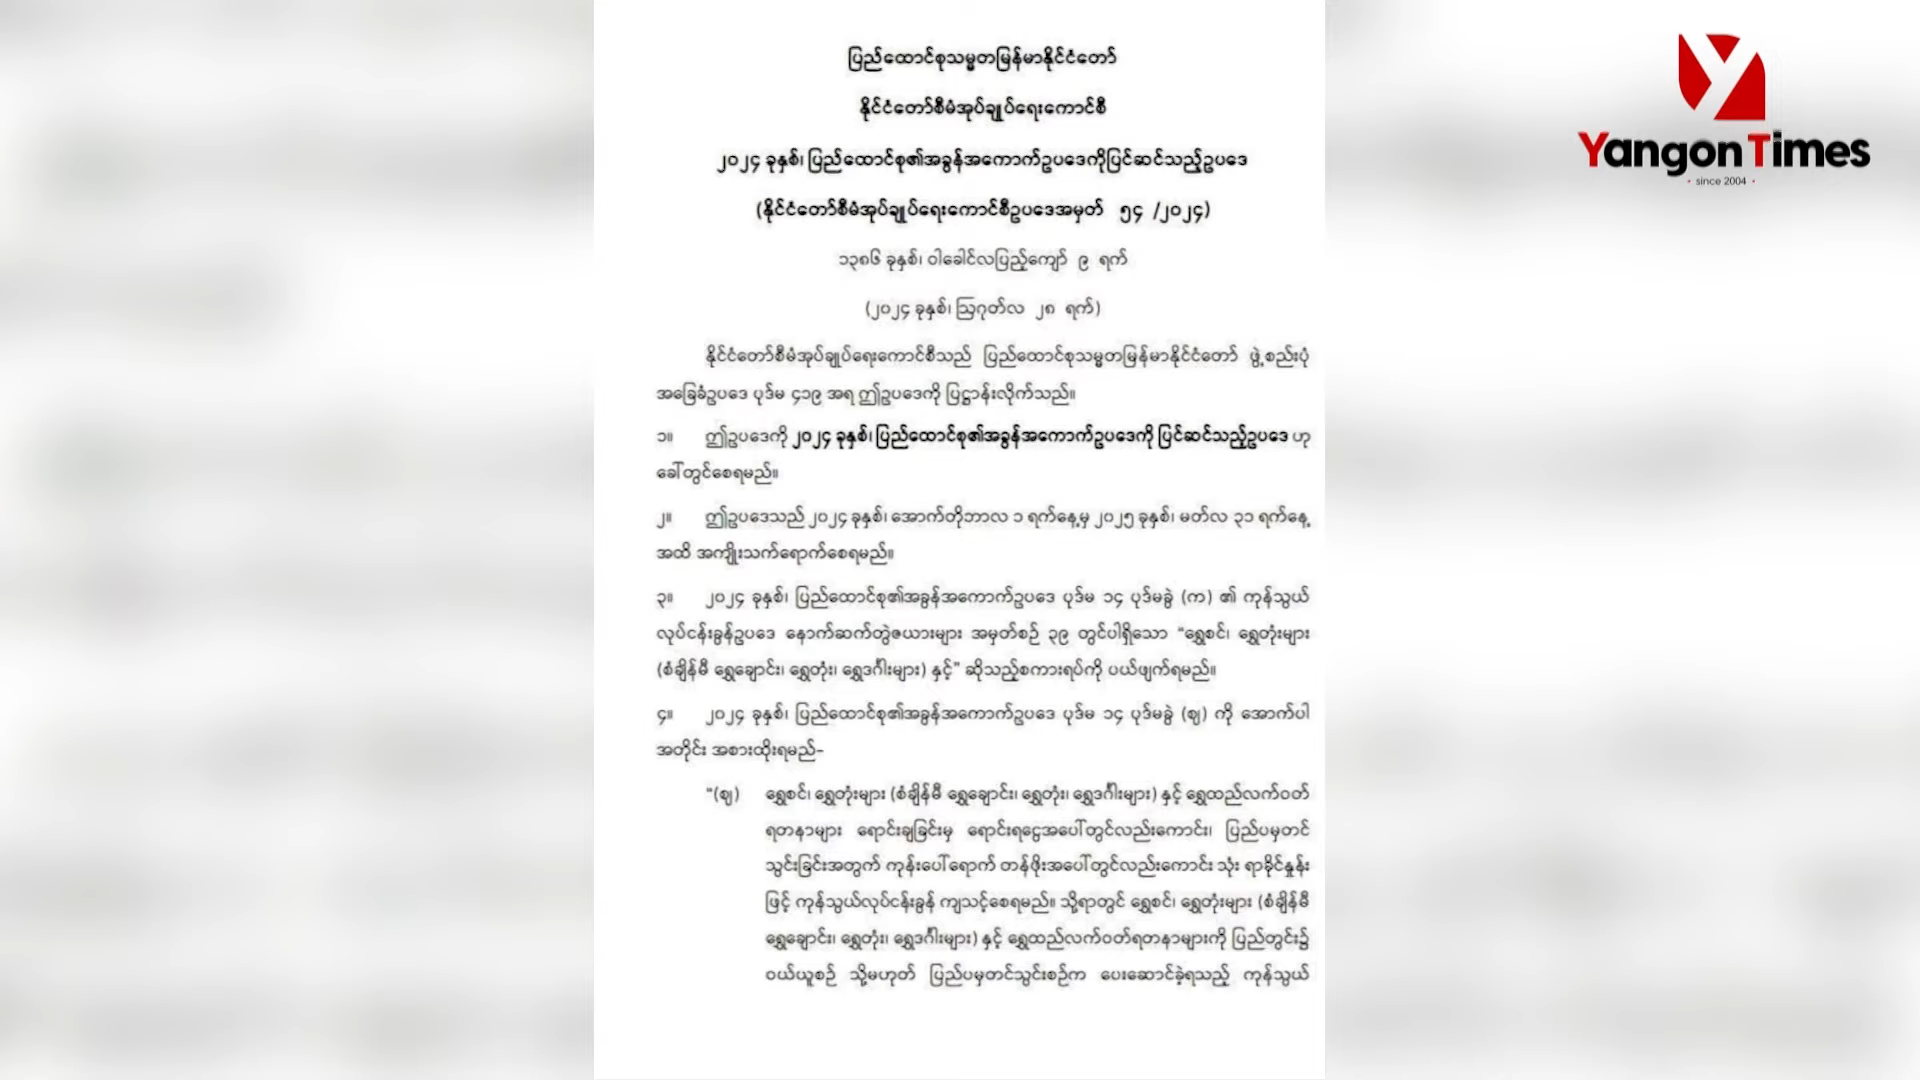 ပြည်ထောင်စုသမ္မတမြန်မာနိုင်ငံတော်
နိုင်ငံတော်စီမံအုပ်ချုပ်ရေးကောင်စီ
၂၀၂၄ ခုနှစ်၊ ပြည်ထောင်စု၏အခွန်အကောက်ဥပဒေကိုပြင်ဆင်သည့်ဥပဒေ
(နိုင်ငံတော်စီမံအုပ်ချုပ်ရေးကောင်စီဥပဒေအမှတ် ၅၄ /၂၀၂၄)
၁၃၈၆ ခုနှစ်၊ ဝါခေါင်လပြည့်ကျော် ၉ ရက်
(၂၀၂၄ ခုနှစ်၊ ဩဂုတ်လ ၂၈ ရက်)
နိုင်ငံတော်စီမံအုပ်ချုပ်ရေးကောင်စီသည် ပြည်ထောင်စုသမ္မတမြန်မာနိုင်ငံတော် ဖွဲ့စည်းပုံ
အခြေခံဥပဒေ ပုဒ်မ ၄၁၉ အရ ဤဥပဒေကို ပြဋ္ဌာန်းလိုက်သည်။
၁။ ဤဥပဒေကို ၂၀၂၄ ခုနှစ်၊ ပြည်ထောင်စု၏အခွန်အကောက်ဥပဒေကို ပြင်ဆင်သည့်ဥပဒေ ဟု
ခေါ်တွင်စေရမည်။
၂။ ဤဥပဒေသည် ၂၀၂၄ ခုနှစ်၊ အောက်တိုဘာလ ၁ ရက်နေ့မှ ၂၀၂၅ ခုနှစ်၊ မတ်လ ၃၁ ရက်နေ့
အထိ အကျိုးသက်ရောက်စေရမည်။
၃။ ၂၀၂၄ ခုနှစ်၊ ပြည်ထောင်စု၏အခွန်အကောက်ဥပဒေ ပုဒ်မ ၁၄ ပုဒ်မခွဲ (က) ၏ ကုန်သွယ်
လုပ်ငန်းခွန်ဥပဒေ နောက်ဆက်တွဲဇယားများ အမှတ်စဉ် ၃၉ တွင်ပါရှိသော “ရွှေစင်၊ ရွှေတုံးများ
(စံချိန်မီ ရွှေချောင်း၊ ရွှေတုံး၊ ရွှေဒင်္ဂါးများ) နှင့်” ဆိုသည့်စကားရပ်ကို ပယ်ဖျက်ရမည်။
၄။ ၂၀၂၄ ခုနှစ်၊ ပြည်ထောင်စု၏အခွန်အကောက်ဥပဒေ ပုဒ်မ ၁၄ ပုဒ်မခွဲ (ဈ) ကို အောက်ပါ
အတိုင်း အစားထိုးရမည်–
“(ဈ) ရွှေစင်၊ ရွှေတုံးများ (စံချိန်မီ ရွှေချောင်း၊ ရွှေတုံး၊ ရွှေဒင်္ဂါးများ) နှင့် ရွှေထည်လက်ဝတ်
ရတနာများ ရောင်းချခြင်းမှ ရောင်းရငွေအပေါ်တွင်လည်းကောင်း၊ ပြည်ပမှတင်
သွင်းခြင်းအတွက် ကုန်းပေါ်ရောက် တန်ဖိုးအပေါ်တွင်လည်းကောင်း သုံး ရာခိုင်နှုန်း
ဖြင့် ကုန်သွယ်လုပ်ငန်းခွန် ကျသင့်စေရမည်။ သို့ရာတွင် ရွှေစင်၊ ရွှေတုံးများ (စံချိန်မီ
ရွှေချောင်း၊ ရွှေတုံး၊ ရွှေဒင်္ဂါးများ) နှင့် ရွှေထည်လက်ဝတ်ရတနာများကို ပြည်တွင်း၌
ဝယ်ယူစဉ် သို့မဟုတ် ပြည်ပမှတင်သွင်းစဉ်က ပေးဆောင်ခဲ့ရသည့် ကုန်သွယ်
Yangon Times
• since 2004 •